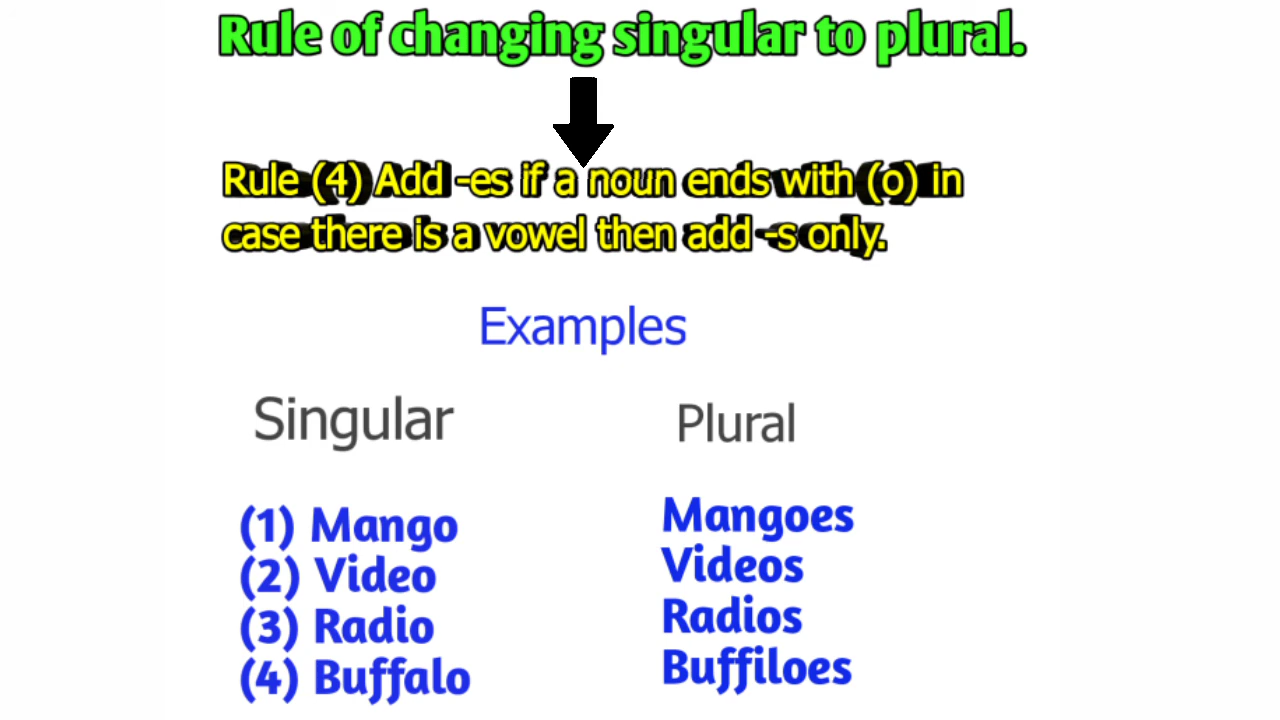 Rule of changing singular to plural.
Rule (4) Add -es if a noun ends with (o) in
case there is a vowel then add -s only.
Examples
Singular Plural
(1) Mango Mangoes
(2) Video Videos
(3) Radio Radios
(4) Buffalo Buffiloes